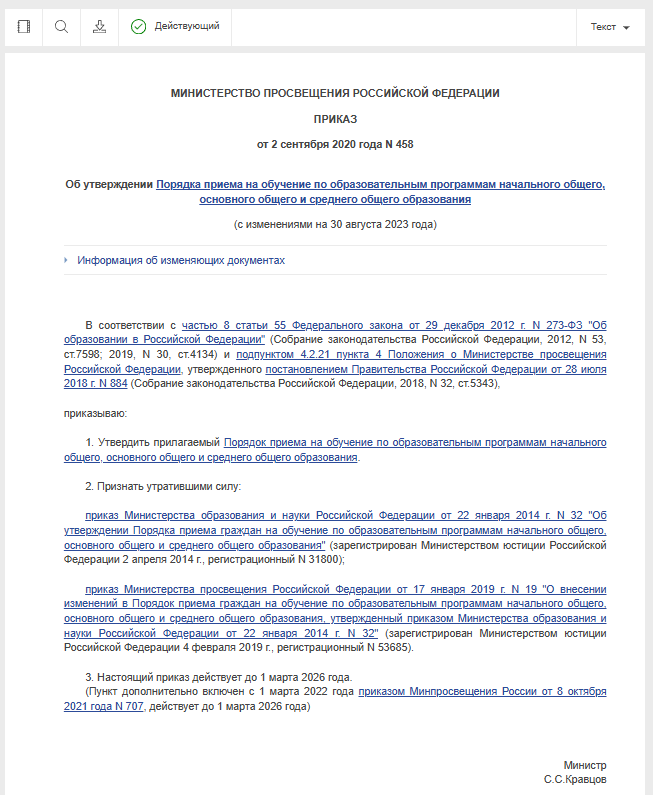 Действующий
Текст
МИНИСТЕРСТВО ПРОСВЕЩЕНИЯ РОССИЙСКОЙ ФЕДЕРАЦИИ
ПРИКАЗ
от 2 сентября 2020 года N 458
Об утверждении Порядка приема на обучение по образовательным программам начального общего,
основного общего и среднего общего образования
(с изменениями на 30 августа 2023 года)
Информация об изменяющих документах
В соответствии с частью 8 статьи 55 Федерального закона от 29 декабря 2012 г. N 273-ФЗ "Об
образовании в Российской Федерации" (Собрание законодательства Российской Федерации, 2012, N 53,
ст.7598; 2019, N 30, ст.4134) и подпунктом 4.2.21 пункта 4 Положения о Министерстве просвещения
Российской Федерации, утвержденного постановлением Правительства Российской Федерации от 28 июля
2018 г. N 884 (Собрание законодательства Российской Федерации, 2018, N 32, ст.5343),
приказываю:
1. Утвердить прилагаемый Порядок приема на обучение по образовательным программам начального
общего, основного общего и среднего общего образования.
2. Признать утратившими силу:
приказ Министерства образования и науки Российской Федерации от 22 января 2014 г. N 32 "Об
утверждении Порядка приема граждан на обучение по образовательным программам начального общего,
основного общего и среднего общего образования" (зарегистрирован Министерством юстиции Российской
Федерации 2 апреля 2014 г., регистрационный N 31800);
приказ Министерства просвещения Российской Федерации от 17 января 2019 г. N 19 "О внесении
изменений в Порядок приема граждан на обучение по образовательным программам начального общего,
основного общего и среднего общего образования, утвержденный приказом Министерства образования и
науки Российской Федерации от 22 января 2014 г. N 32" (зарегистрирован Министерством юстиции
Российской Федерации 4 февраля 2019 г., регистрационный N 53685).
3. Настоящий приказ действует до 1 марта 2026 года.
(Пункт дополнительно включен с 1 марта 2022 года приказом Минпросвещения России от 8 октября
2021 года N 707, действует до 1 марта 2026 года)
Министр
С.С.Кравцов